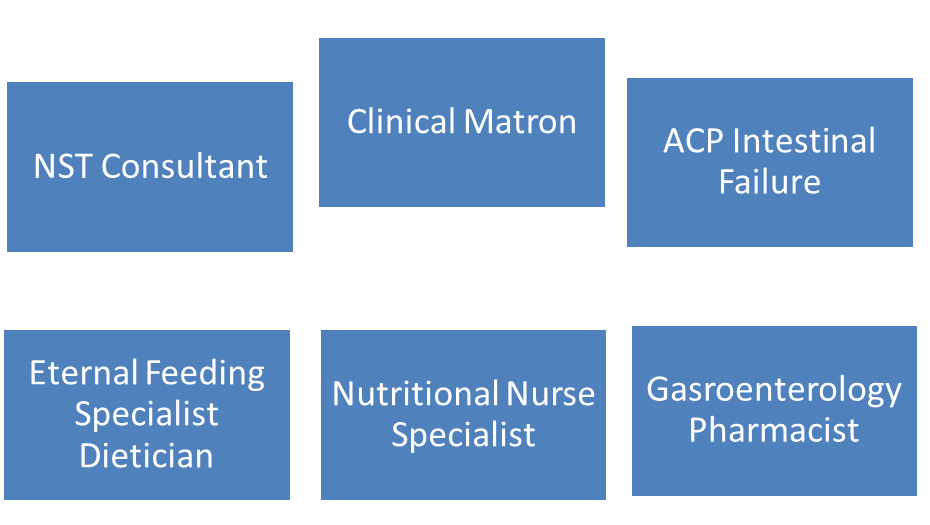 NST Consultant
Clinical Matron
ACP Intestinal
Failure
Eternal Feeding
Specialist
Dietician
Nutritional Nurse
Specialist
Gasroenterology
Pharmacist